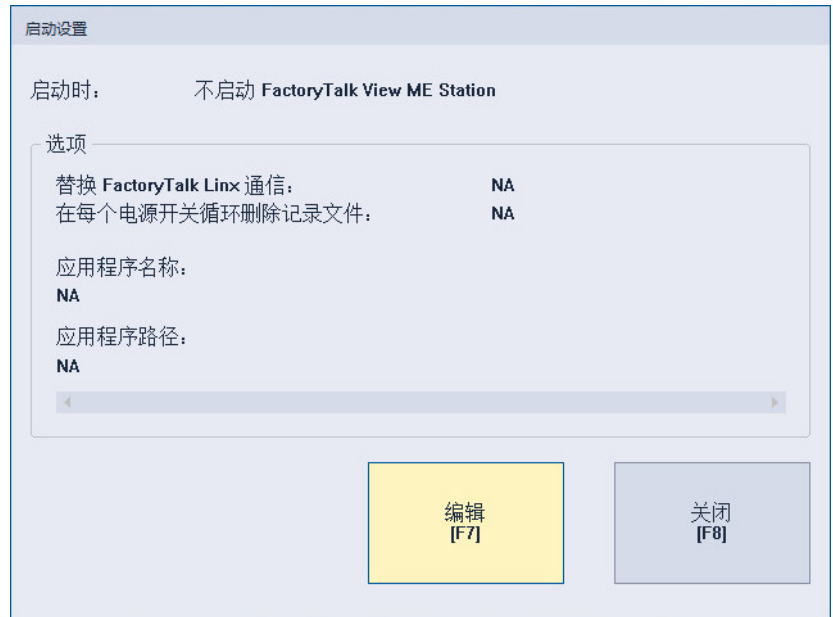 启动设置
启动时： 不启动 FactoryTalk View ME Station
选项
替换 FactoryTalk Linx 通信： NA
在每个电源开关循环删除记录文件： NA
应用程序名称：
NA
应用程序路径：
NA
编辑 关闭
[F7] [F8]